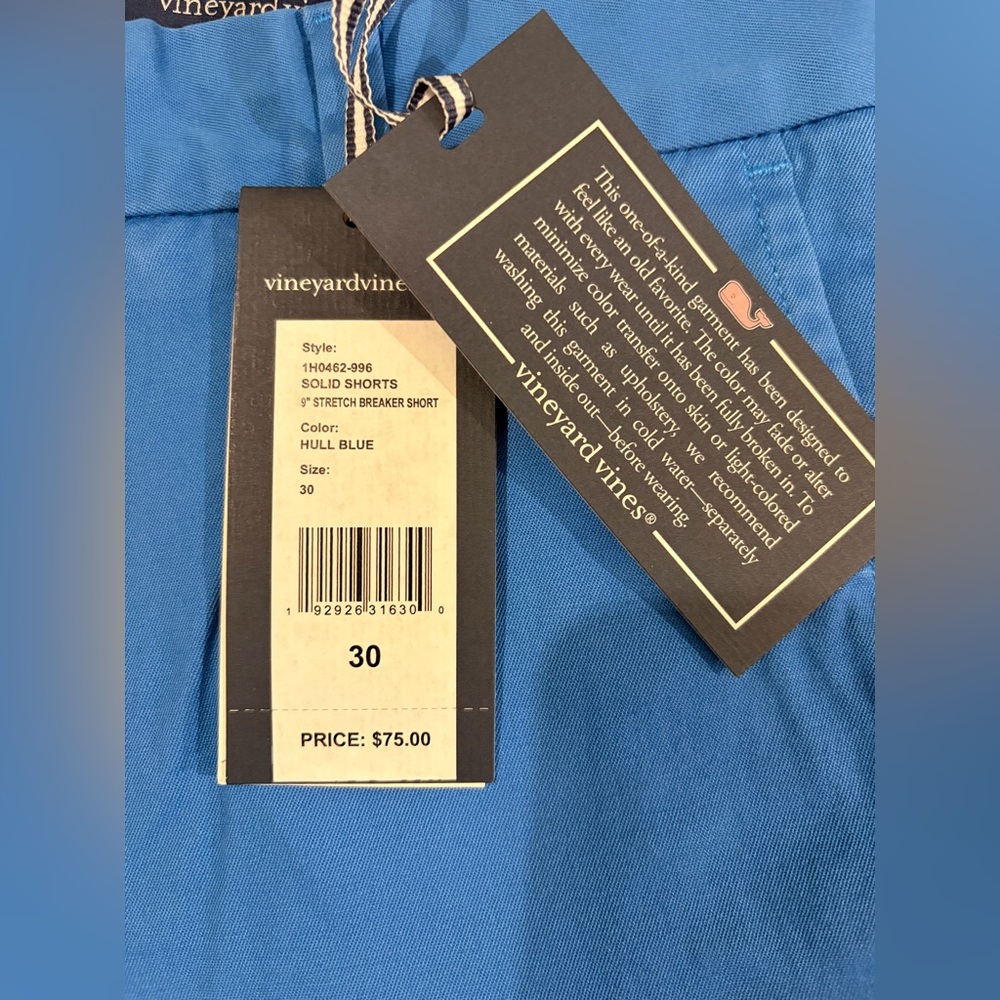 vineyard vi
vineyardvine
Style:
1H0462-996
SOLID SHORTS
9" STRETCH BREAKER SHORT
Color:
HULL BLUE
Size:
30
1 92926 31630 0
30
PRICE: $75.00
This one-of-a-kind garment has been designed to
feel like an old favorite. The color may fade or alter
with every wear until it has been fully broken in. To
minimize color transfer onto skin or light-colored
materials such as upholstery, we recommend
washing this garment in cold water—separately
and inside out—before wearing.
vineyard vines®